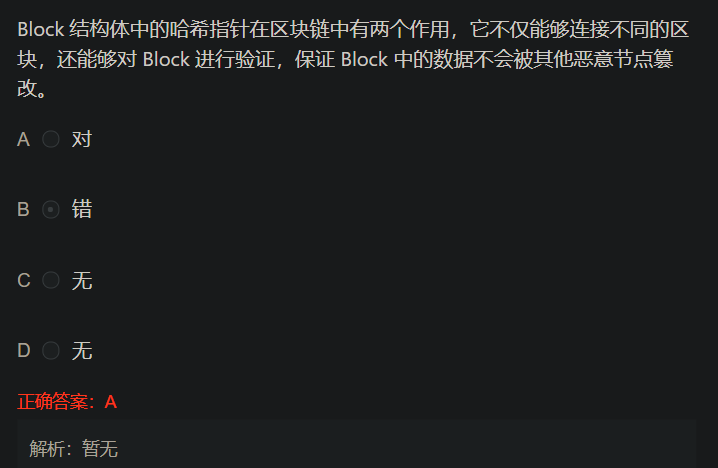 Block 结构体中的哈希指针在区块链中有两个作用，它不仅能够连接不同的区
块，还能够对 Block 进行验证，保证 Block 中的数据不会被其他恶意节点篡
改。
A 对
B 错
C 无
D 无
正确答案：A
解析：暂无